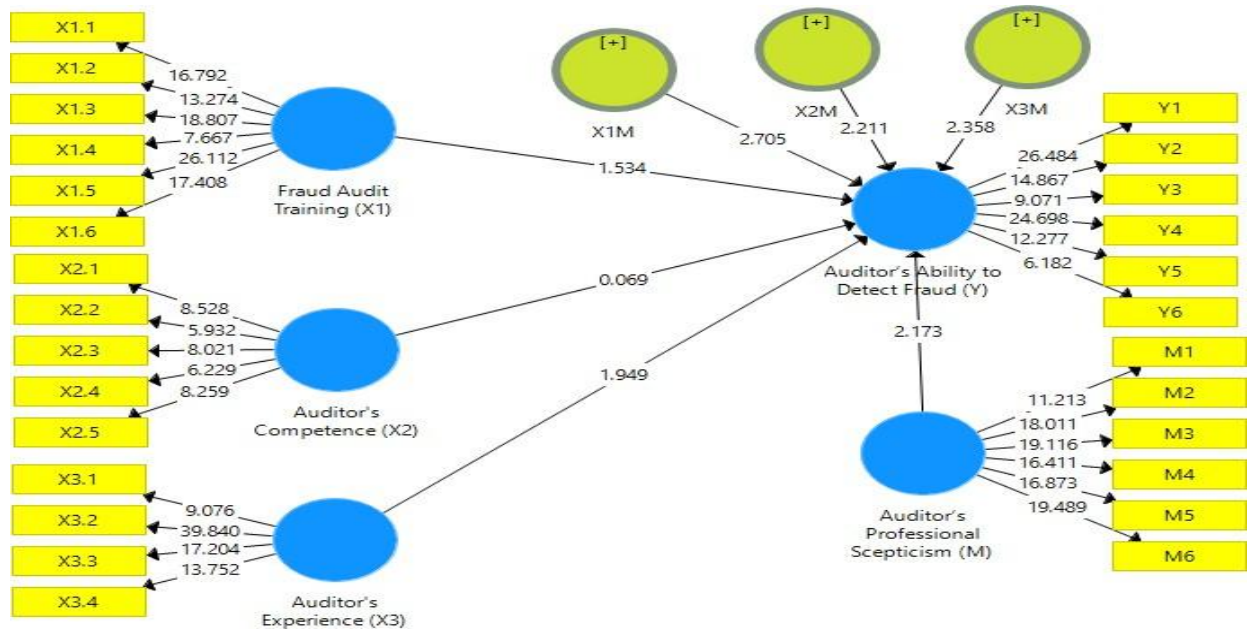 X1.1
X1.2
X1.3
X1.4
X1.5
X1.6
16.792
13.274
18.807
7.667
26.112
17.408
Fraud Audit
Training (X1)
X2.1
X2.2
X2.3
X2.4
X2.5
8.528
5.932
8.021
6.229
8.259
Auditor's
Competence (X2)
X3.1
X3.2
X3.3
X3.4
9.076
39.840
17.204
13.752
Auditor's
Experience (X3)
[+]
X1M
[+]
X2M
[+]
X3M
2.705
2.211
2.358
1.534
0.069
1.949
2.173
Auditor's Ability to
Detect Fraud (Y)
26.484
14.867
9.071
24.698
12.277
6.182
Y1
Y2
Y3
Y4
Y5
Y6
Auditor's
Professional
Scepticism (M)
11.213
18.011
19.116
16.411
16.873
19.489
M1
M2
M3
M4
M5
M6